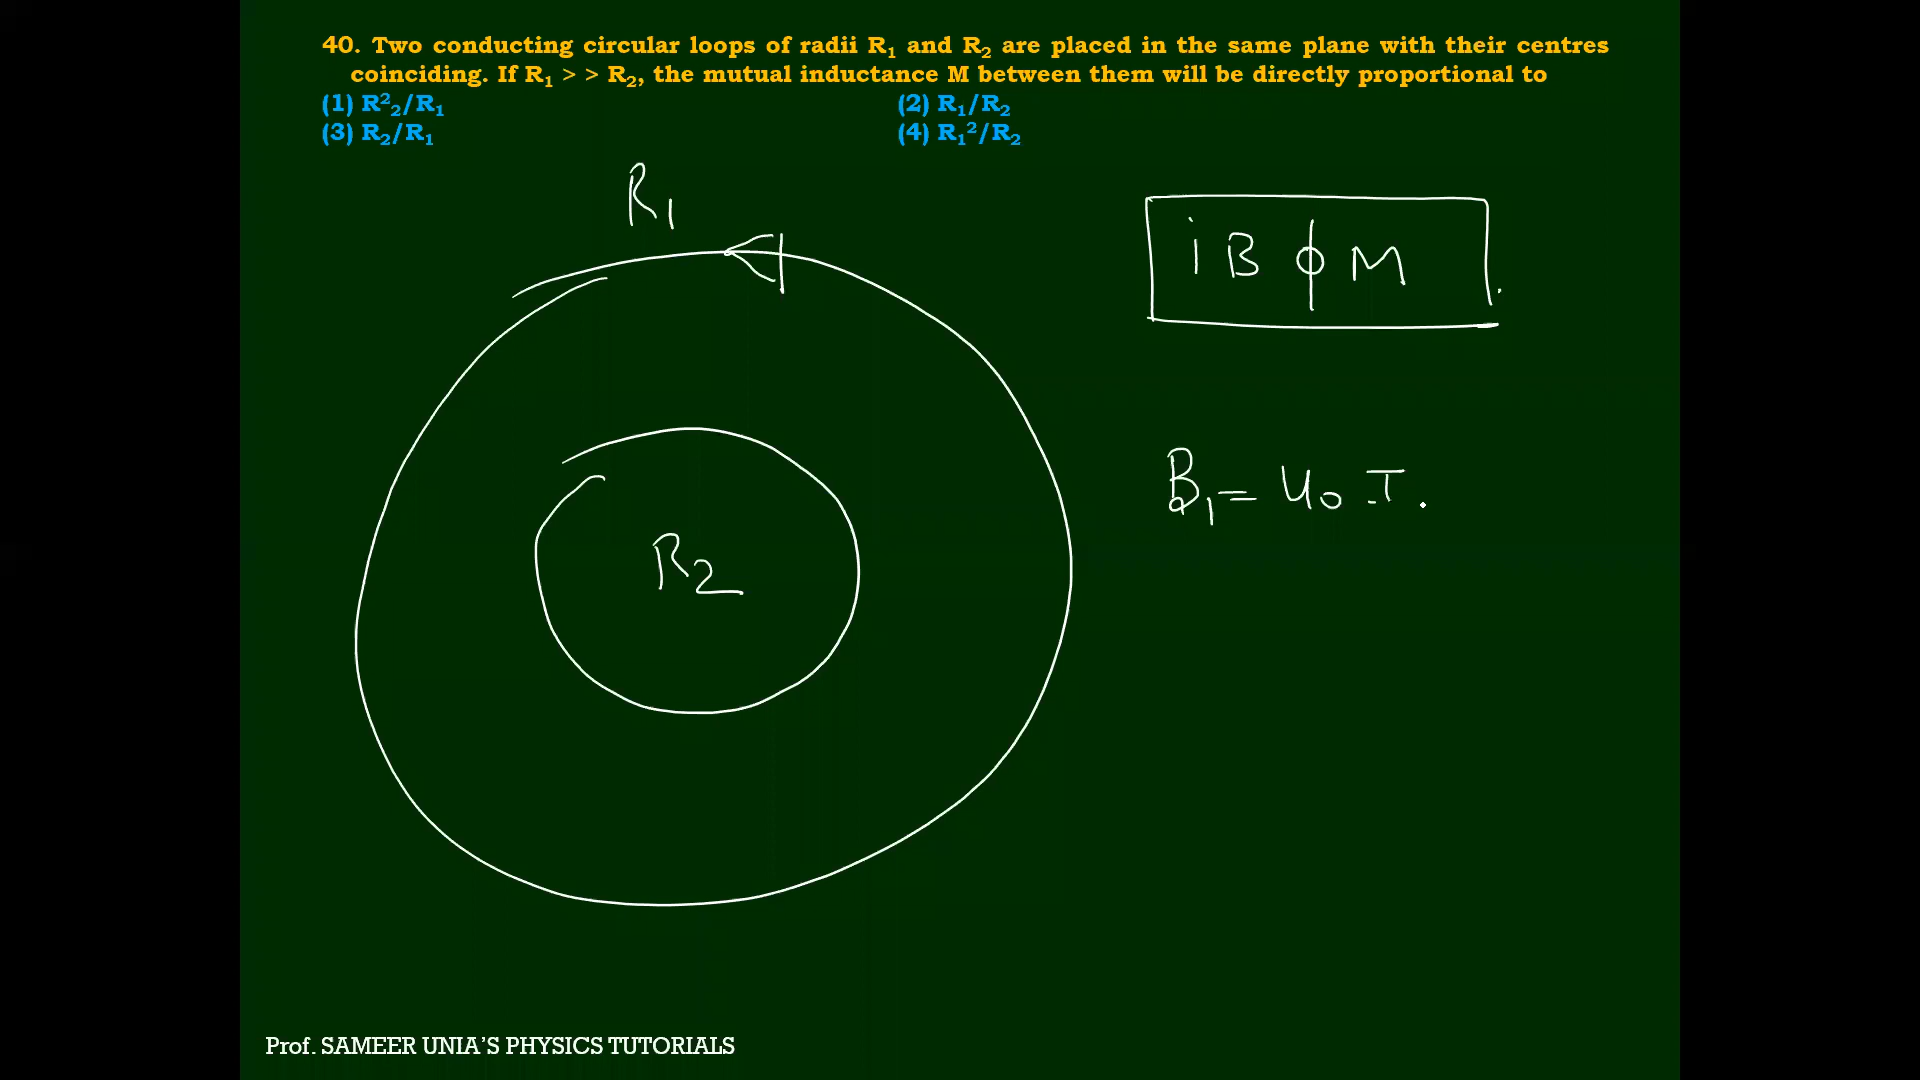 40. Two conducting circular loops of radii R₁ and R₂ are placed in the same plane with their centres
coinciding. If R₁ > > R₂, the mutual inductance M between them will be directly proportional to
(1) R²₂/R₁ (2) R₁/R₂
(3) R₂/R₁ (4) R₁²/R₂
R₁
i B ϕ M
B₁ = μ₀ I
R₂
Prof. SAMEER UNIA'S PHYSICS TUTORIALS